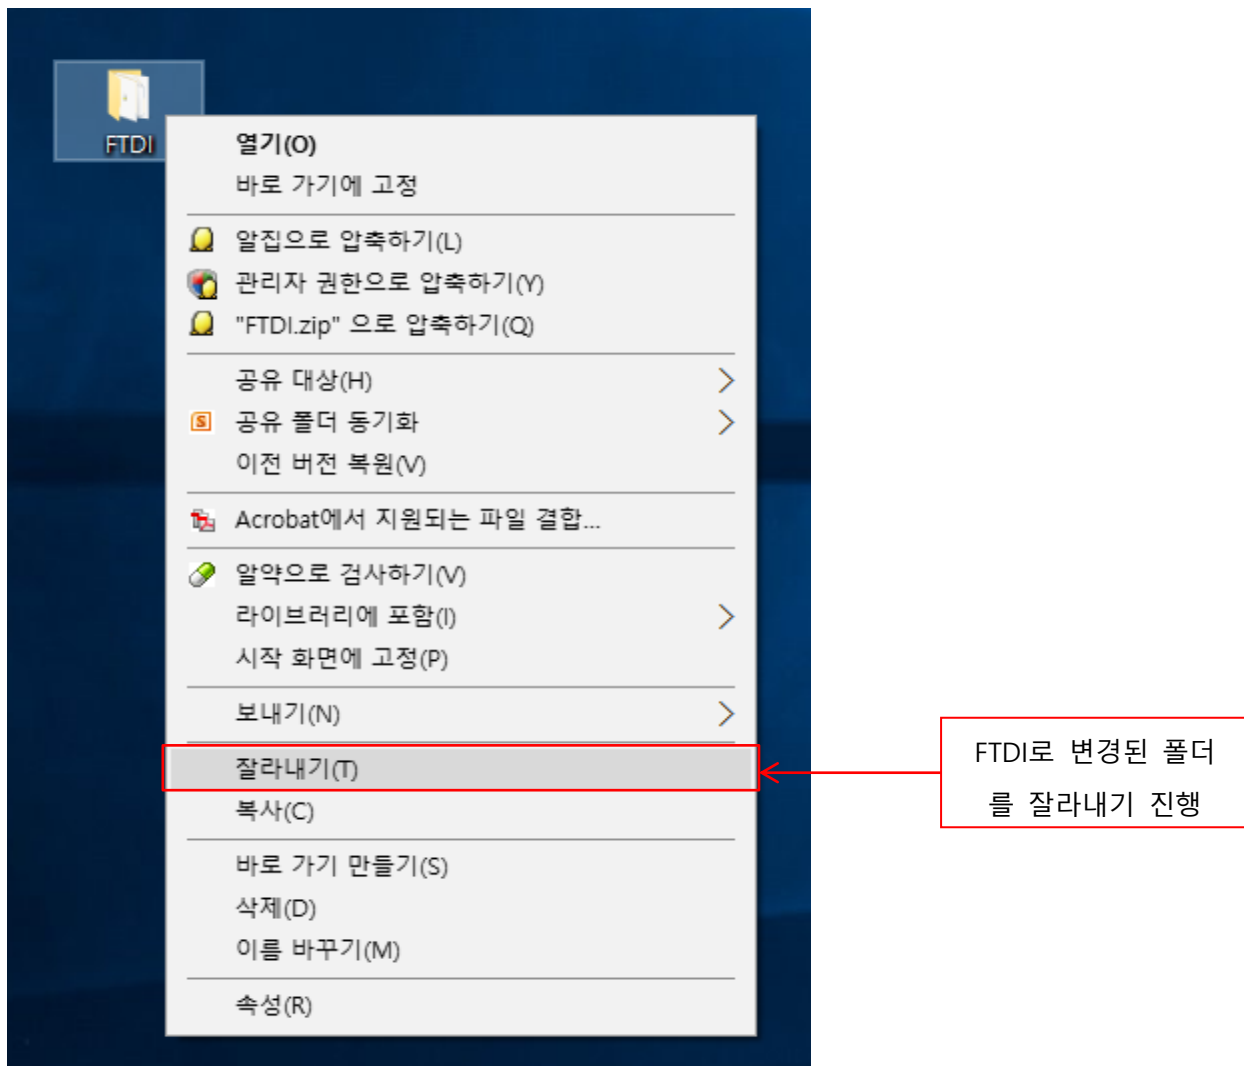 FTDI
열기(O)
바로 가기에 고정
알집으로 압축하기(L)
관리자 권한으로 압축하기(Y)
"FTDI.zip" 으로 압축하기(Q)
공유 대상(H)
공유 폴더 동기화
이전 버전 복원(V)
Acrobat에서 지원되는 파일 결합...
알약으로 검사하기(V)
라이브러리에 포함(I)
시작 화면에 고정(P)
보내기(N)
잘라내기(T)
복사(C)
바로 가기 만들기(S)
삭제(D)
이름 바꾸기(M)
속성(R)
FTDI로 변경된 폴더
를 잘라내기 진행